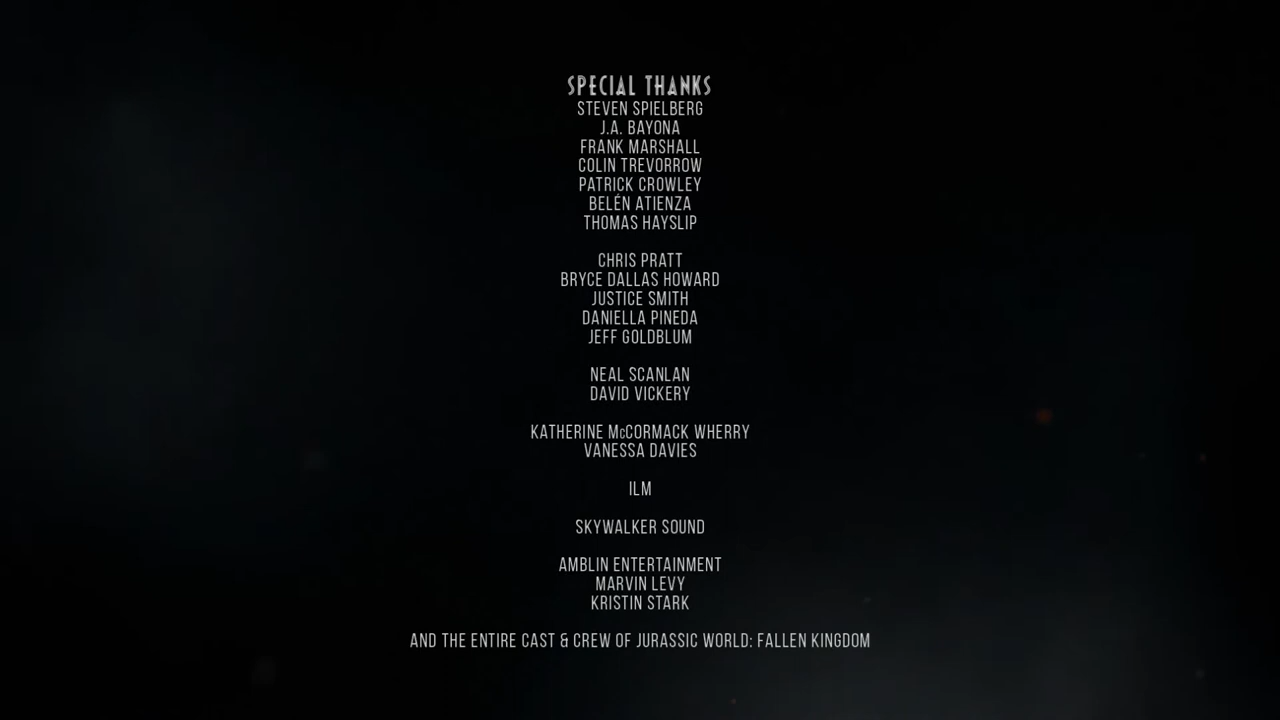 SPECIAL THANKS
STEVEN SPIELBERG
J.A. BAYONA
FRANK MARSHALL
COLIN TREVORROW
PATRICK CROWLEY
BELÉN ATIENZA
THOMAS HAYSLIP
CHRIS PRATT
BRYCE DALLAS HOWARD
JUSTICE SMITH
DANIELLA PINEDA
JEFF GOLDBLUM
NEAL SCANLAN
DAVID VICKERY
KATHERINE McCORMACK WHERRY
VANESSA DAVIES
ILM
SKYWALKER SOUND
AMBLIN ENTERTAINMENT
MARVIN LEVY
KRISTIN STARK
AND THE ENTIRE CAST & CREW OF JURASSIC WORLD: FALLEN KINGDOM